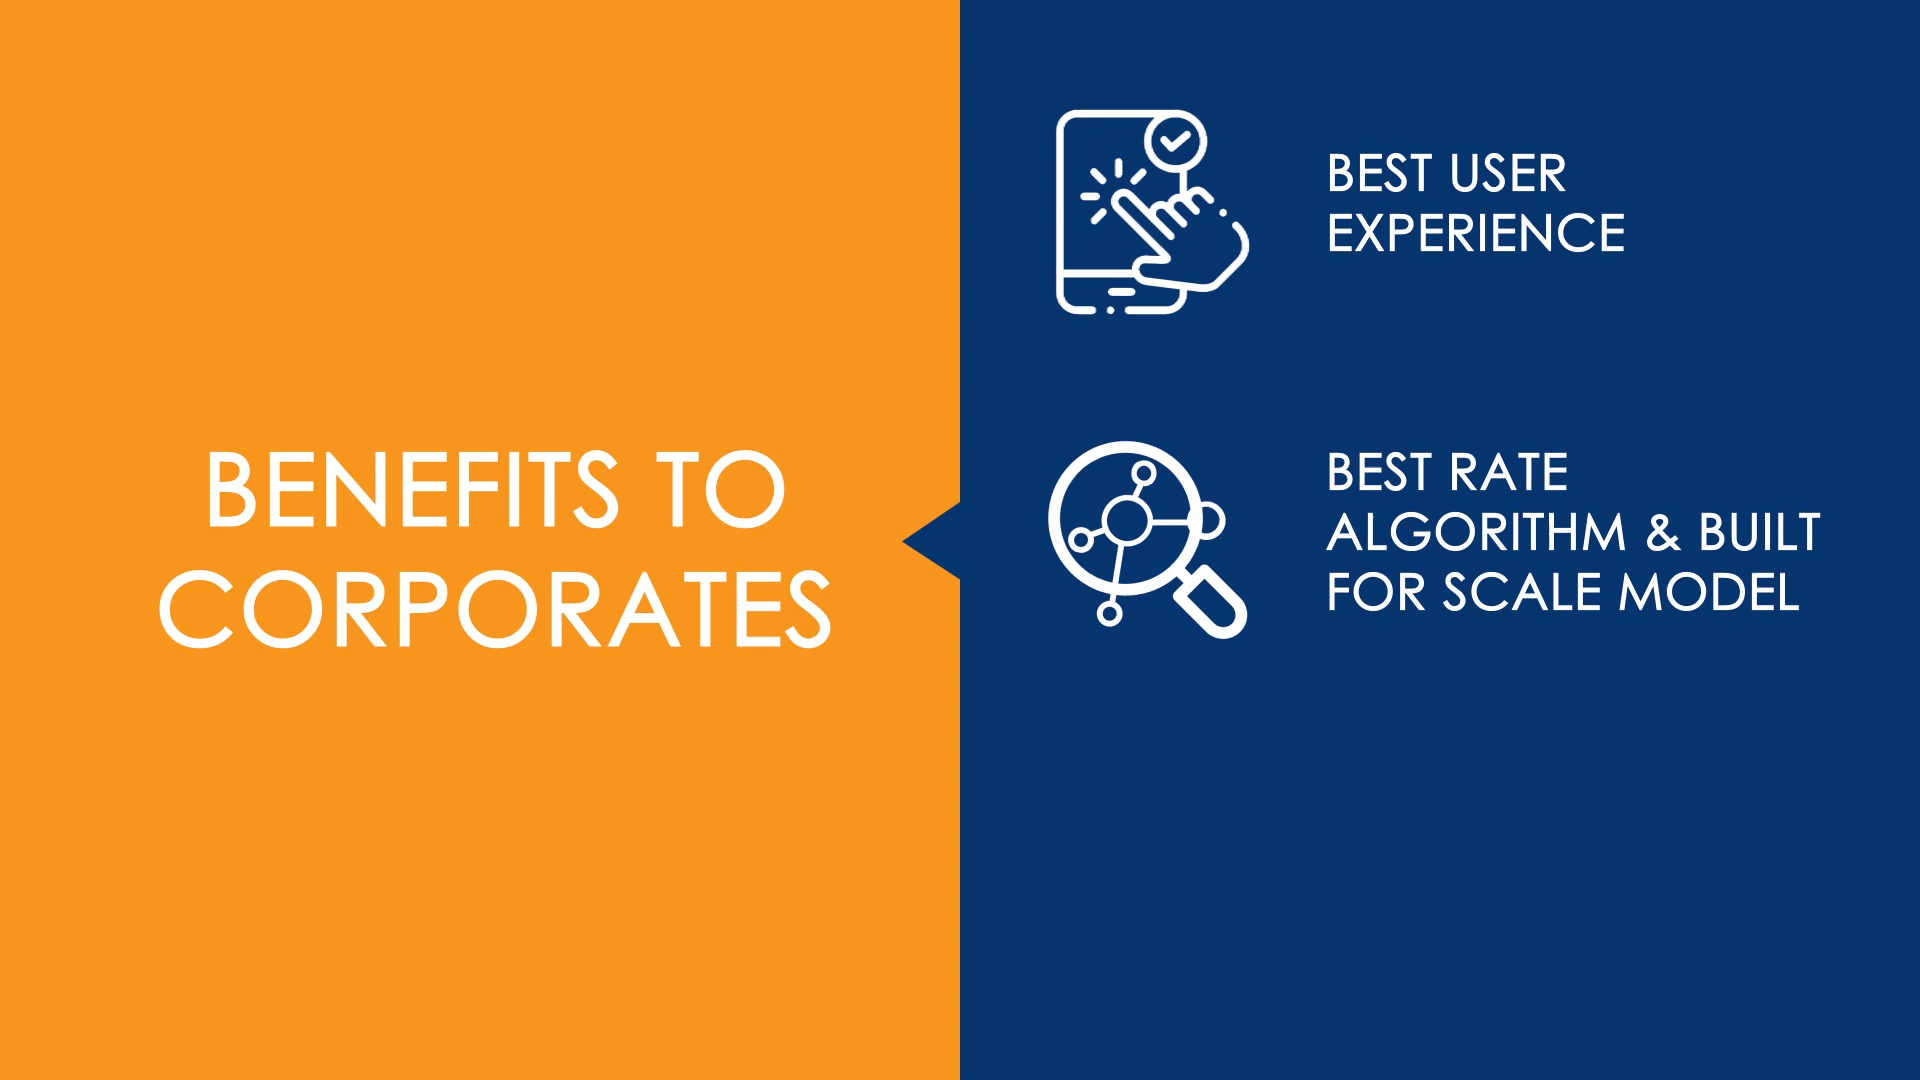 BENEFITS TO
CORPORATES
BEST USER
EXPERIENCE
BEST RATE
ALGORITHM & BUILT
FOR SCALE MODEL